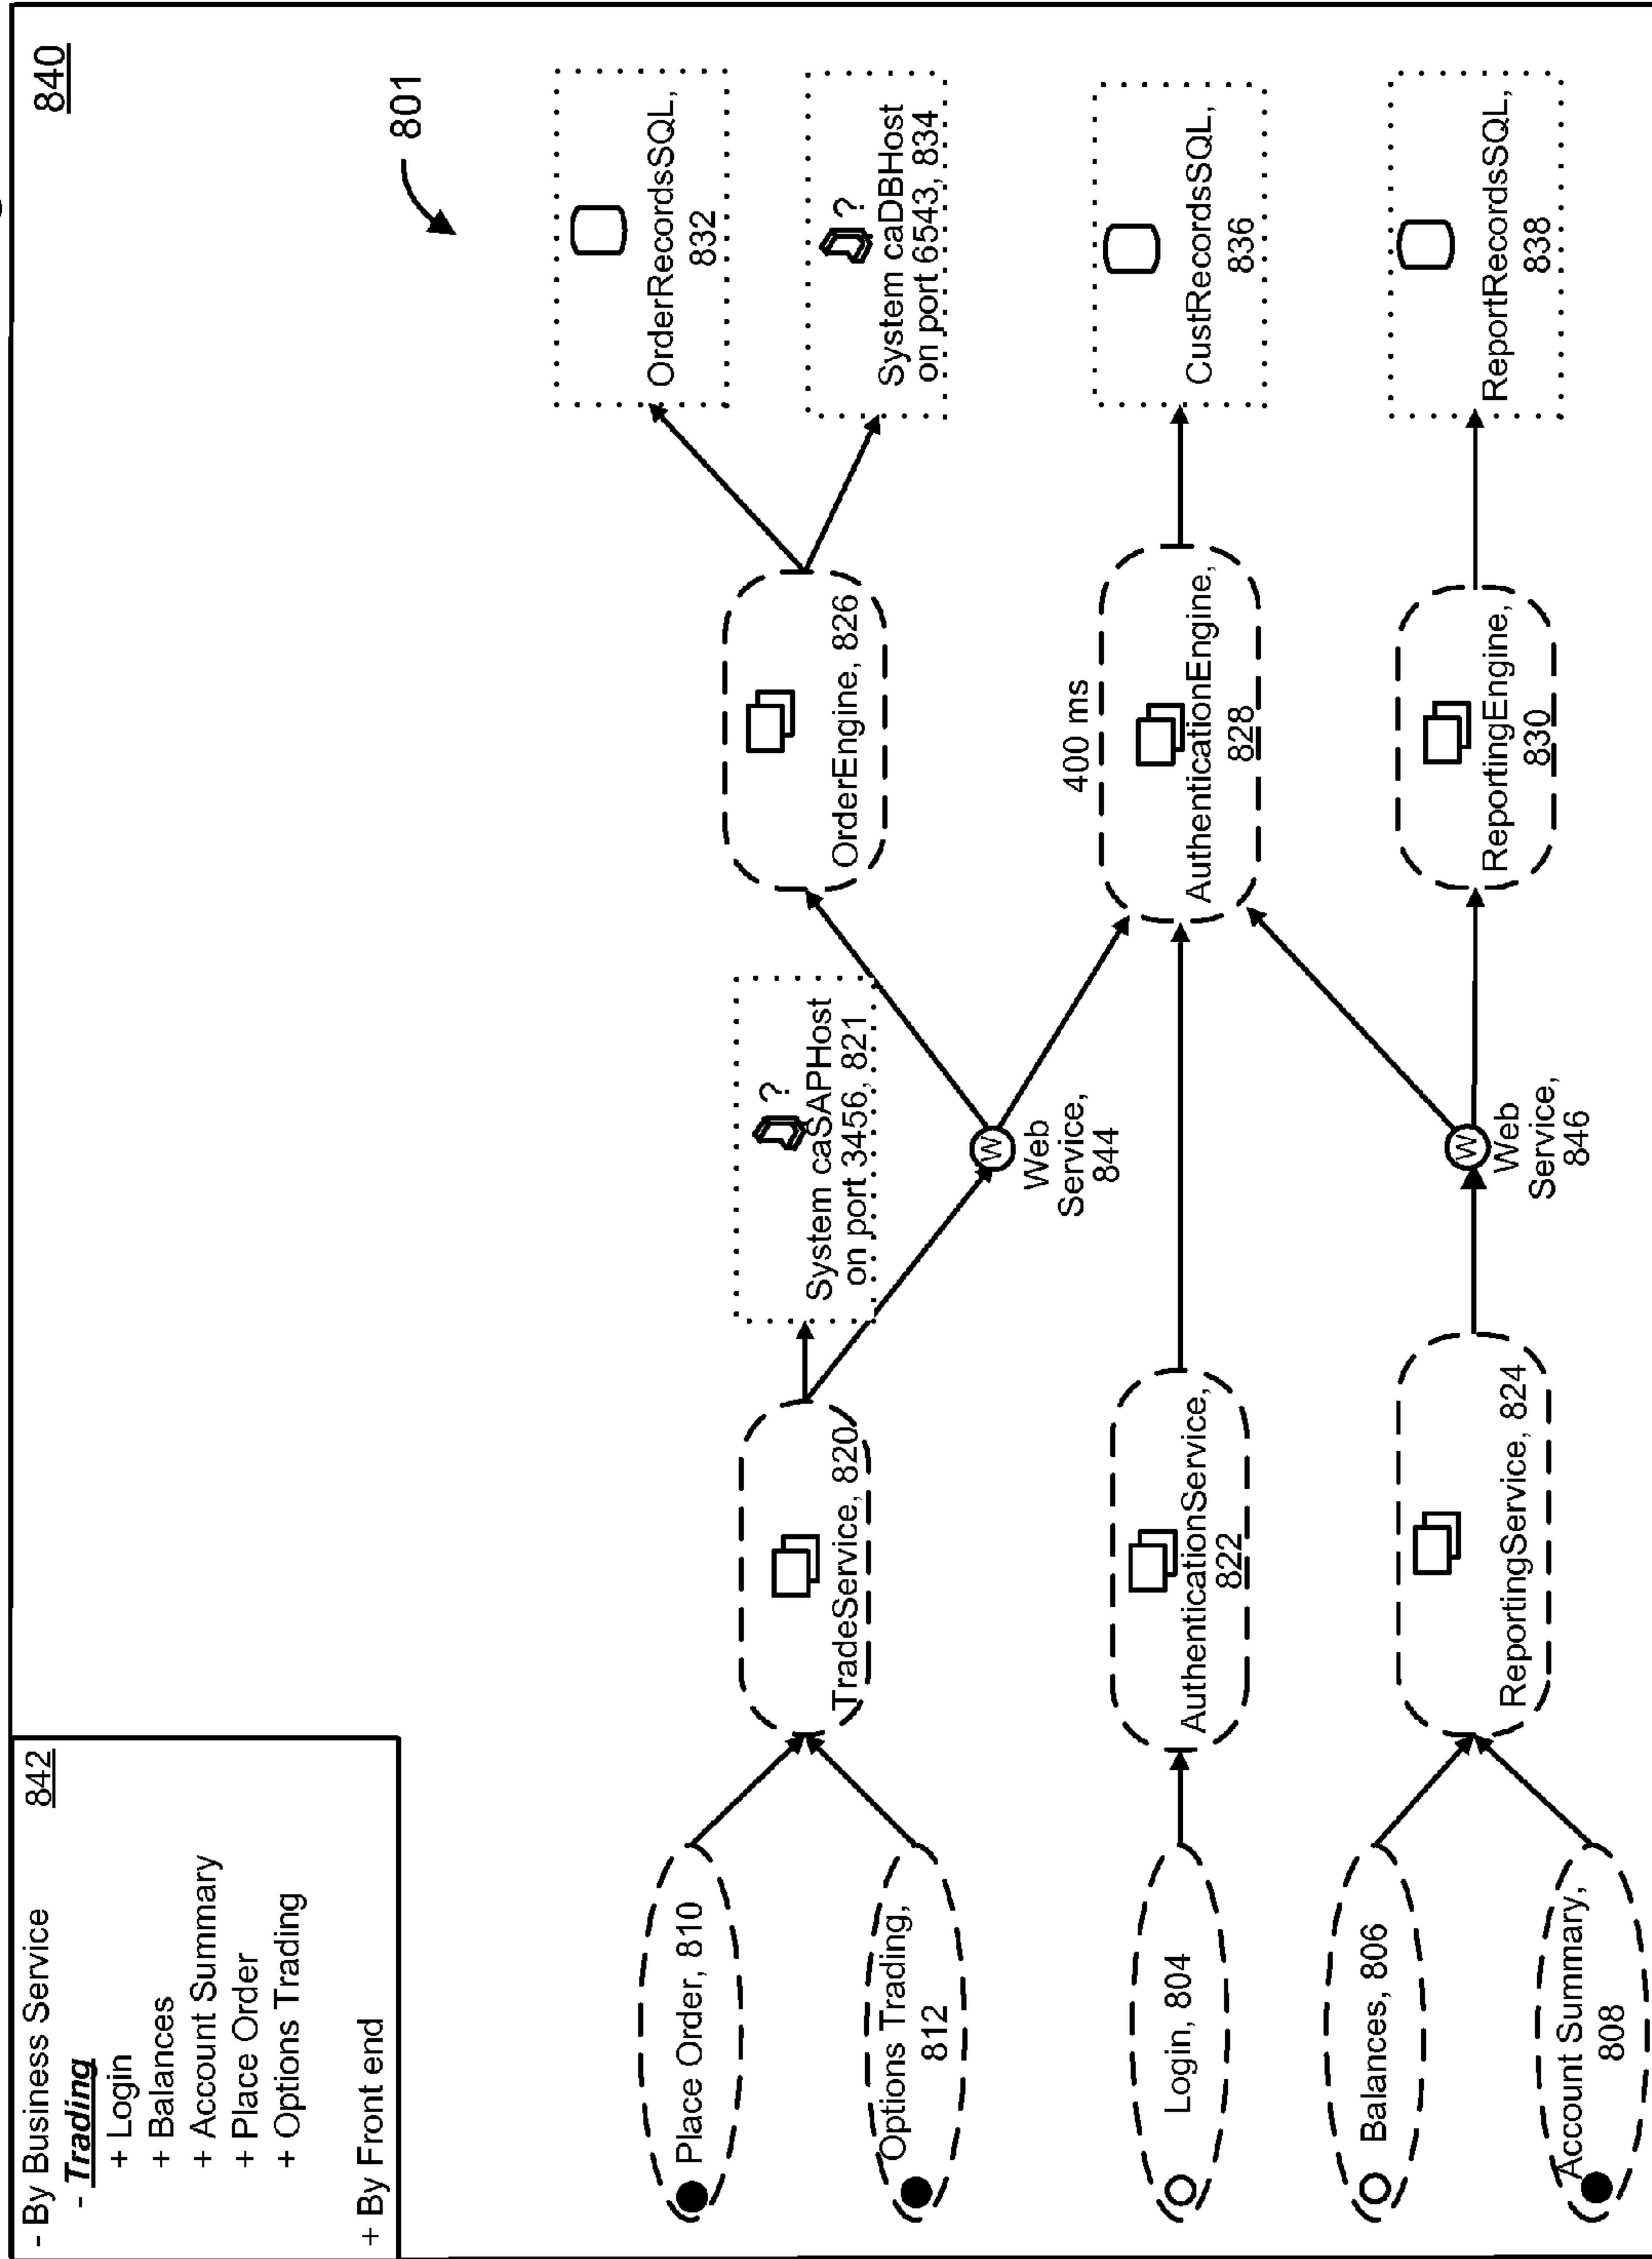 840
842
- By Business Service
- Trading
+ Login
+ Balances
+ Account Summary
+ Place Order
+ Options Trading
+ By Front end
801
Place Order, 810
Options Trading,
812
Login, 804
Balances, 806
Account Summary,
808
TradeService, 820
AuthenticationService,
822
ReportingService, 824
?
System caSAPHost
on port 3456, 821
W
Web
Service,
844
W
Web
Service,
846
OrderEngine, 826
400 ms
AuthenticationEngine,
828
ReportingEngine,
830
OrderRecordsSQL,
832
?
System caDBHost
on port 6543, 834
CustRecordsSQL,
836
ReportRecordsSQL,
838